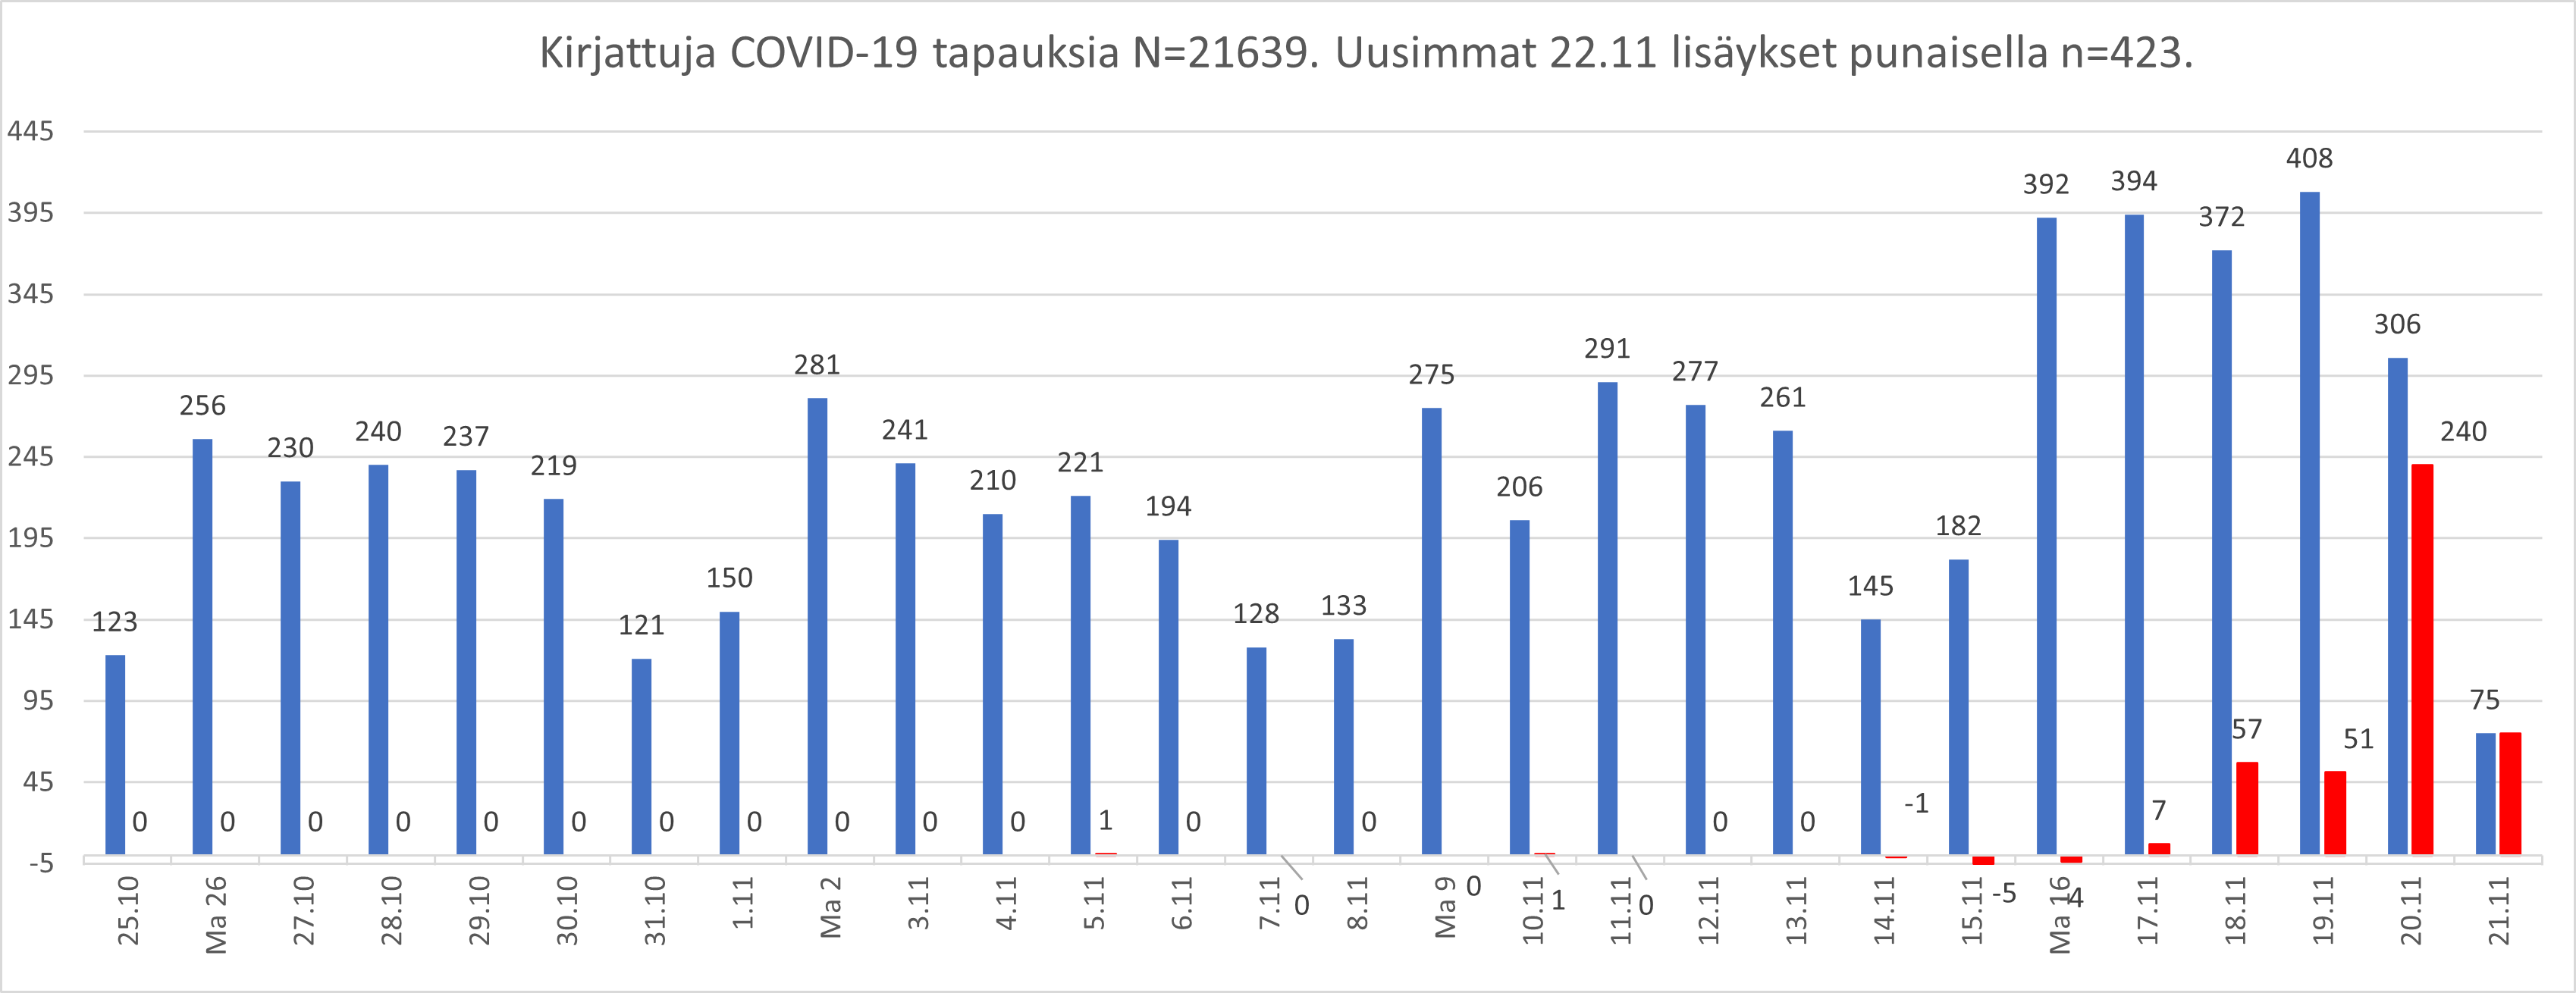 Kirjattuja COVID-19 tapauksia N=21639. Uusimmat 22.11 lisäykset punaisella n=423.
445
395
345
295
245
195
145
95
45
-5
123 256 230 240 237 219 121 150 281 241 210 221 194 128 133 275 206 291 277 261 145 182 392 394 372 408 306 75
0 0 0 0 0 0 0 0 0 0 0 1 0 0 0 0 1 0 0 0 -1 -5 -4 7 57 51 240
25.10 Ma 26 27.10 28.10 29.10 30.10 31.10 1.11 Ma 2 3.11 4.11 5.11 6.11 7.11 8.11 Ma 9 10.11 11.11 12.11 13.11 14.11 15.11 Ma 16 17.11 18.11 19.11 20.11 21.11